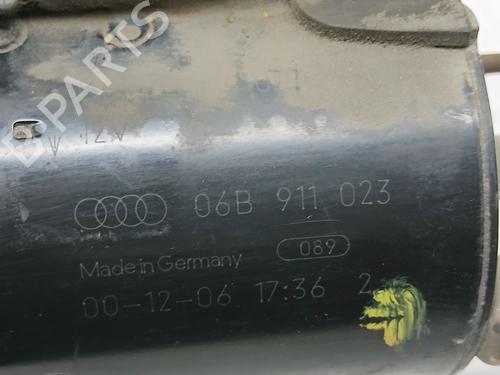 B-PARTS
V 12V
06B 911 023
089
Made in Germany
00-12-06 17:36 2